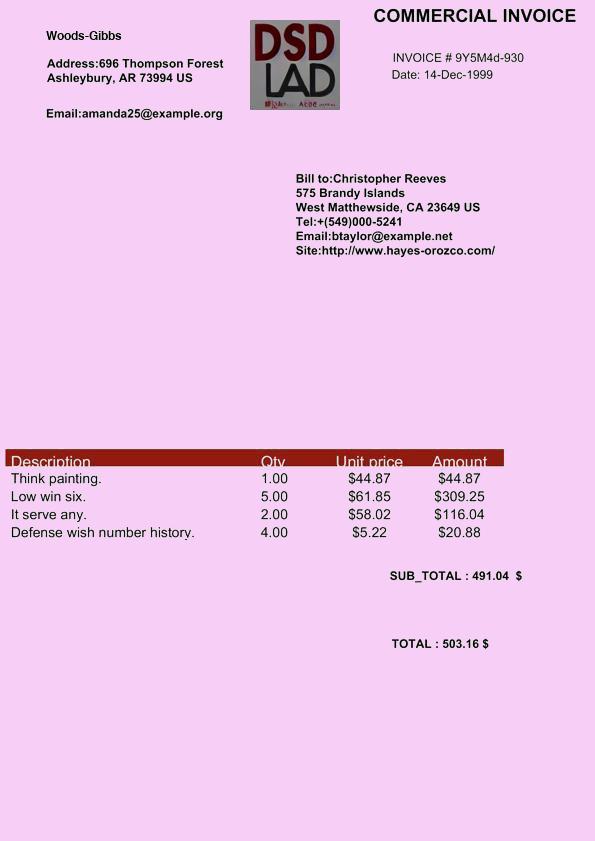 COMMERCIAL INVOICE
Woods-Gibbs
Address:696 Thompson Forest
Ashleybury, AR 73994 US
Email:amanda25@example.org
DSD
LAD
INVOICE # 9Y5M4d-930
Date: 14-Dec-1999
Bill to:Christopher Reeves
575 Brandy Islands
West Matthewside, CA 23649 US
Tel:+(549)000-5241
Email:btaylor@example.net
Site:http://www.hayes-orozco.com/
Description Qty Unit price Amount
Think painting. 1.00 $44.87 $44.87
Low win six. 5.00 $61.85 $309.25
It serve any. 2.00 $58.02 $116.04
Defense wish number history. 4.00 $5.22 $20.88
SUB_TOTAL : 491.04 $
TOTAL : 503.16 $